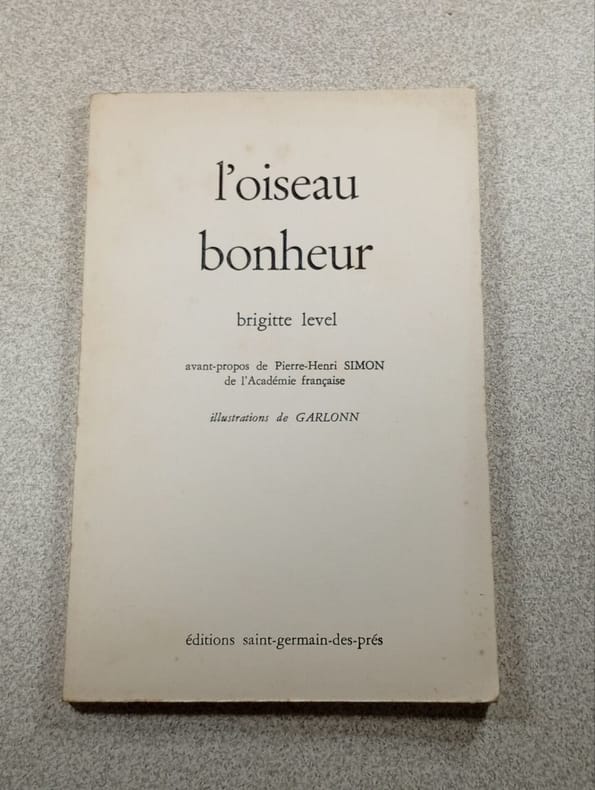 l'oiseau
bonheur
brigitte level
avant-propos de Pierre-Henri SIMON
de l'Académie française
illustrations de GARLONN
éditions saint-germain-des-prés